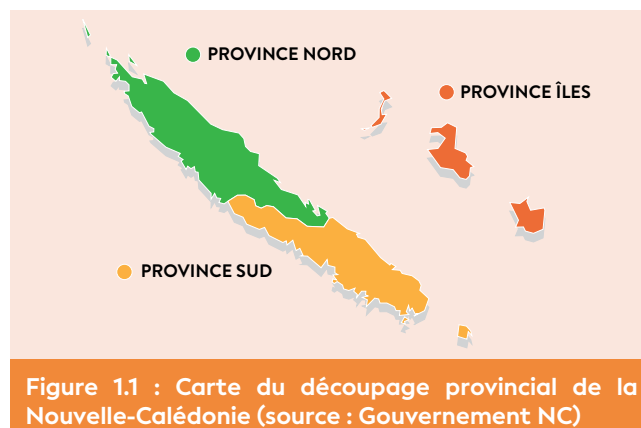 PROVINCE NORD
PROVINCE ÎLES
PROVINCE SUD
Figure 1.1 : Carte du découpage provincial de la
Nouvelle-Calédonie (source : Gouvernement NC)